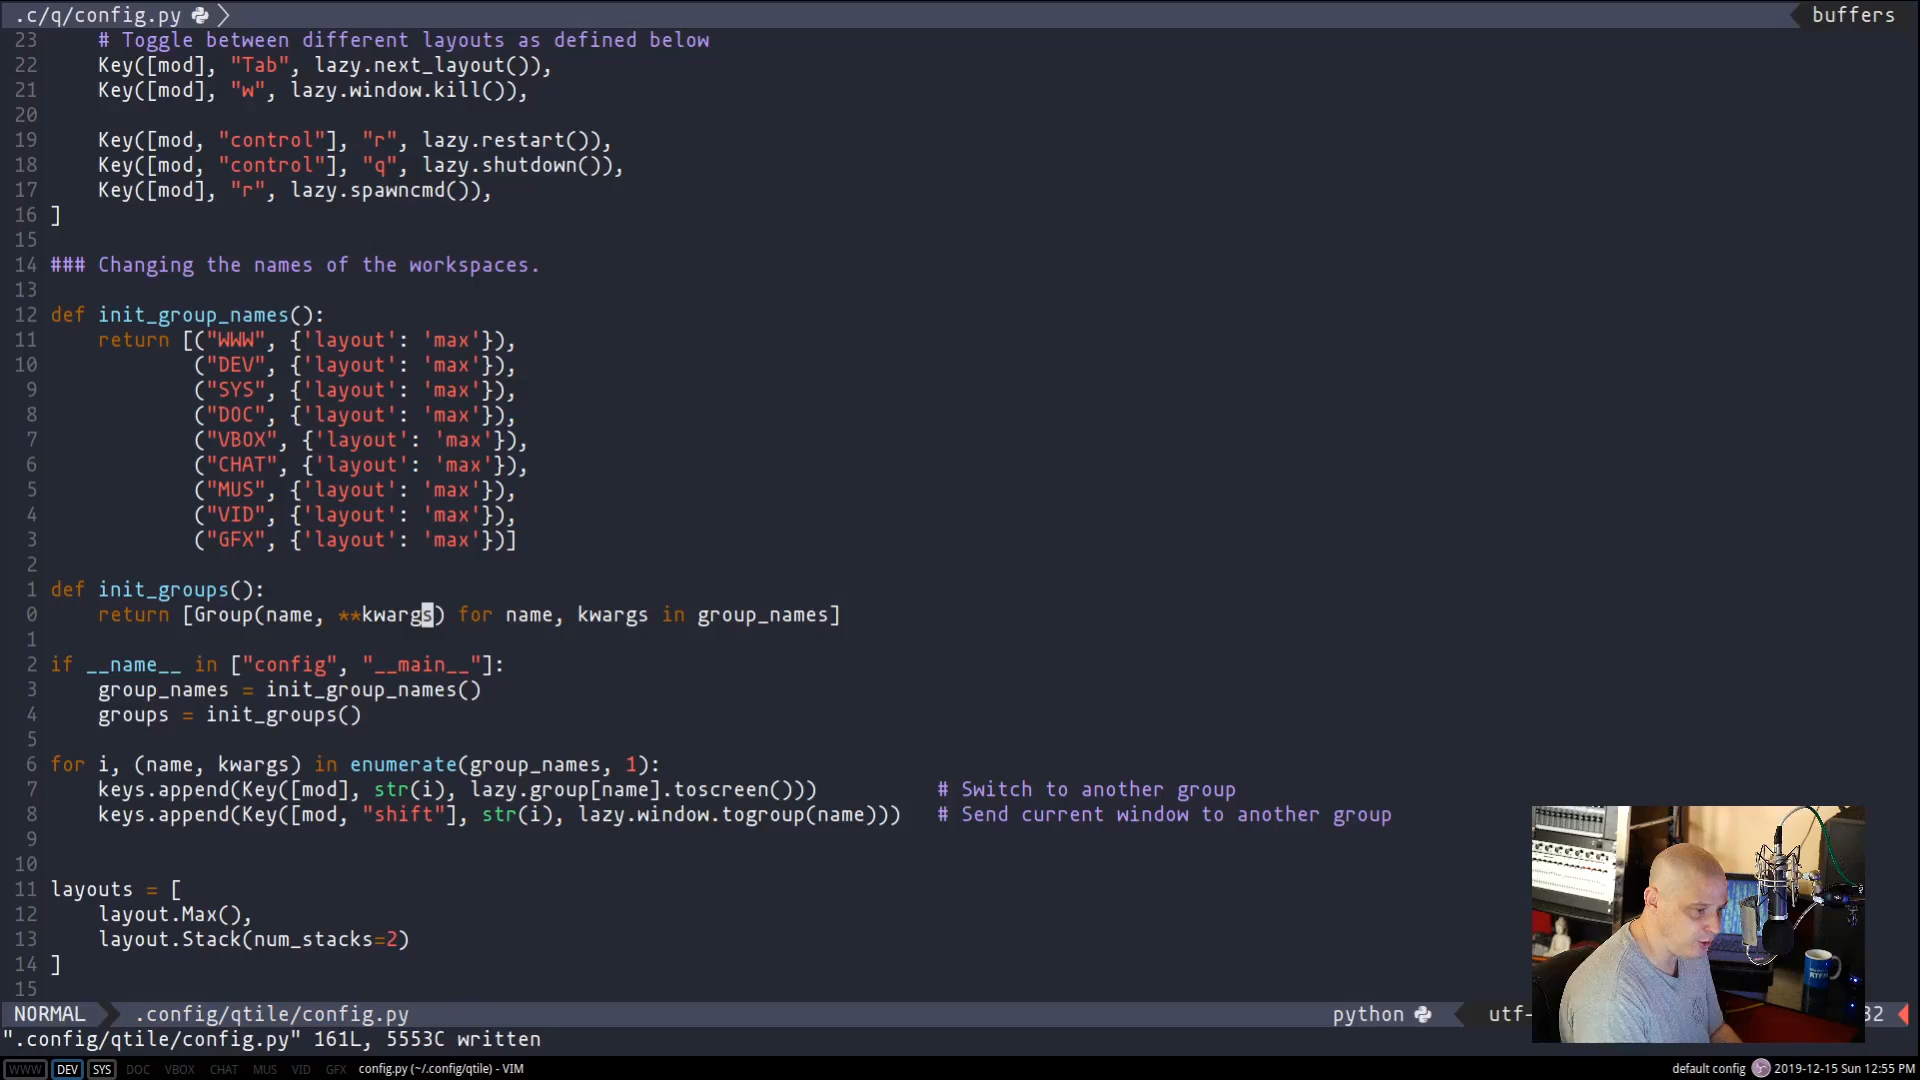 .c/q/config.py
buffers
23 # Toggle between different layouts as defined below
22 Key([mod], "Tab", lazy.next_layout()),
21 Key([mod], "w", lazy.window.kill()),
20
19 Key([mod, "control"], "r", lazy.restart()),
18 Key([mod, "control"], "q", lazy.shutdown()),
17 Key([mod], "r", lazy.spawncmd()),
16 ]
15
14 ### Changing the names of the workspaces.
13
12 def init_group_names():
11 return [("WWW", {'layout': 'max'}),
10 ("DEV", {'layout': 'max'}),
9 ("SYS", {'layout': 'max'}),
8 ("DOC", {'layout': 'max'}),
7 ("VBOX", {'layout': 'max'}),
6 ("CHAT", {'layout': 'max'}),
5 ("MUS", {'layout': 'max'}),
4 ("VID", {'layout': 'max'}),
3 ("GFX", {'layout': 'max'})]
2
1 def init_groups():
0 return [Group(name, **kwargs) for name, kwargs in group_names]
1
2 if __name__ in ["config", "__main__"]:
3 group_names = init_group_names()
4 groups = init_groups()
5
6 for i, (name, kwargs) in enumerate(group_names, 1):
7 keys.append(Key([mod], str(i), lazy.group[name].toscreen())) # Switch to another group
8 keys.append(Key([mod, "shift"], str(i), lazy.window.togroup(name))) # Send current window to another group
9
10
11 layouts = [
12 layout.Max(),
13 layout.Stack(num_stacks=2)
14 ]
15
NORMAL .config/qtile/config.py python utf- 32
".config/qtile/config.py" 161L, 5553C written
WWW DEV SYS DOC VBOX CHAT MUS VID GFX config.py (~/.config/qtile) - VIM default config 2019-12-15 Sun 12:55 PM